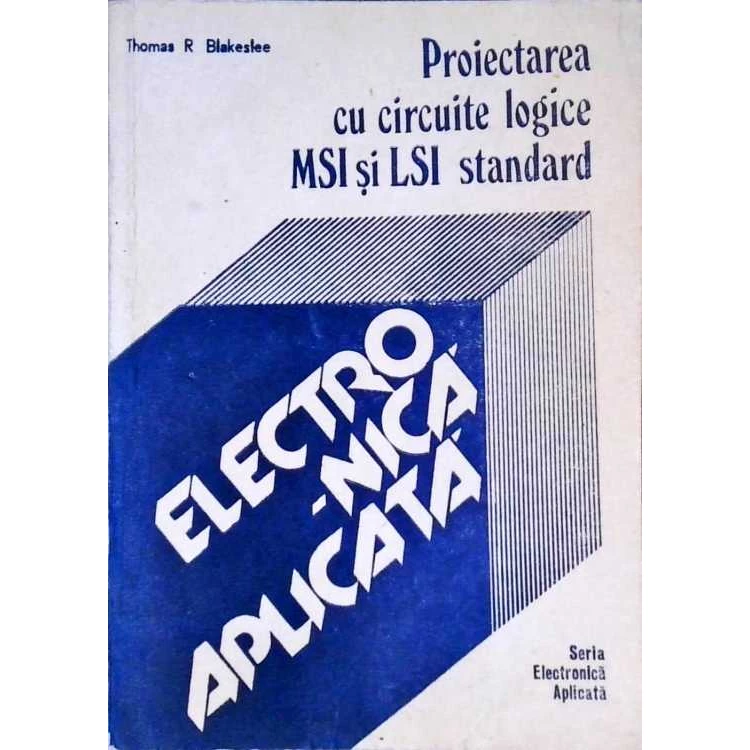 Thomas R Blakeslee
Proiectarea
cu circuite logice
MSI și LSI standard
ELECTRO
-NICĂ
APLICATĂ
Seria
Electronică
Aplicată